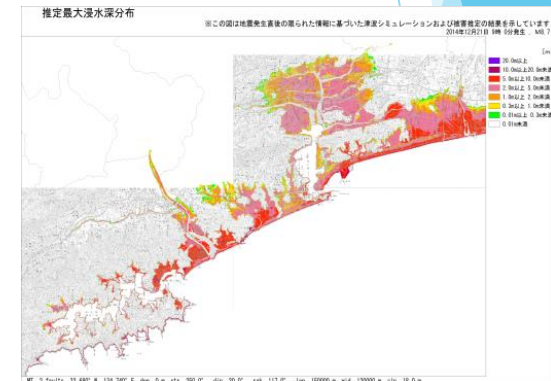 推定最大浸水深分布
※この図は地震発生直後の限られた情報に基づいた津波シミュレーションおよび被害推定の結果を示しています
2014年12月21日 9時 0分発生 , M8.7
[m]
20.0m以上
10.0m以上20.0m未満
5.0m以上10.0m未満
2.0m以上 5.0m未満
1.0m以上 2.0m未満
0.3m以上 1.0m未満
0.01m以上 0.3m未満
0.01m未満